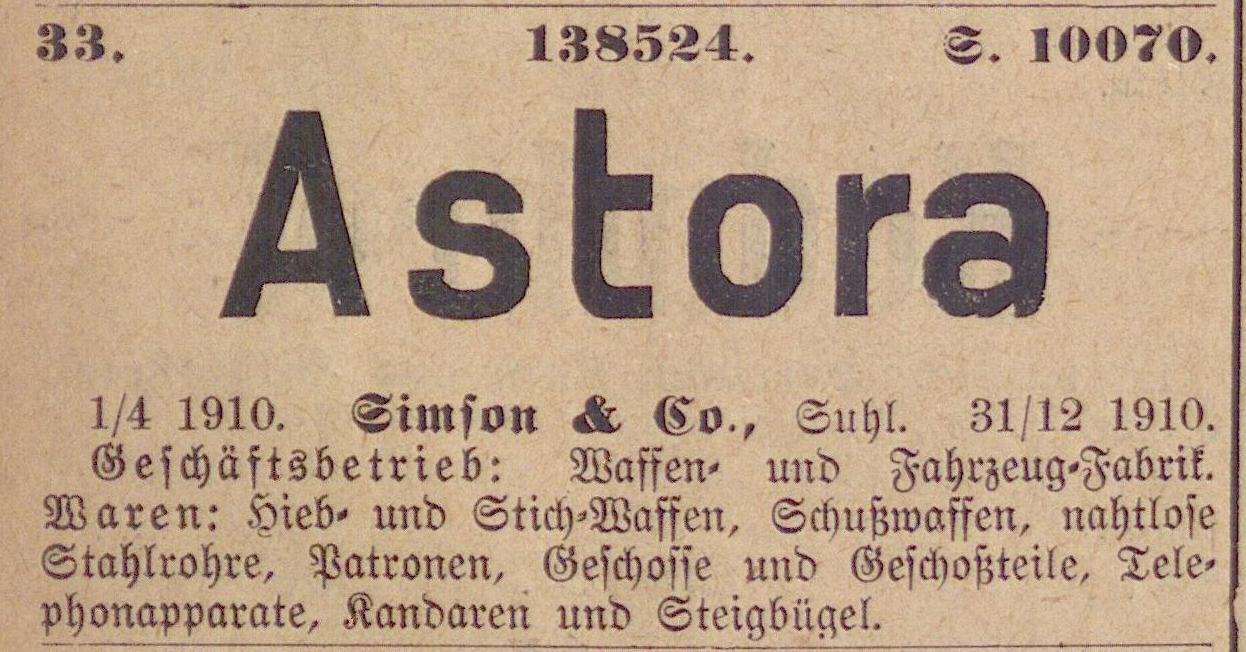 33. 138524. S. 10070.
Astora
1/4 1910. Simson & Co., Suhl. 31/12 1910.
Geschäftsbetrieb: Waffen- und Fahrzeug-Fabrik.
Waren: Hieb- und Stich-Waffen, Schußwaffen, nahtlose
Stahlrohre, Patronen, Geschosse und Geschoßteile, Tele-
phonapparate, Kandaren und Steigbügel.